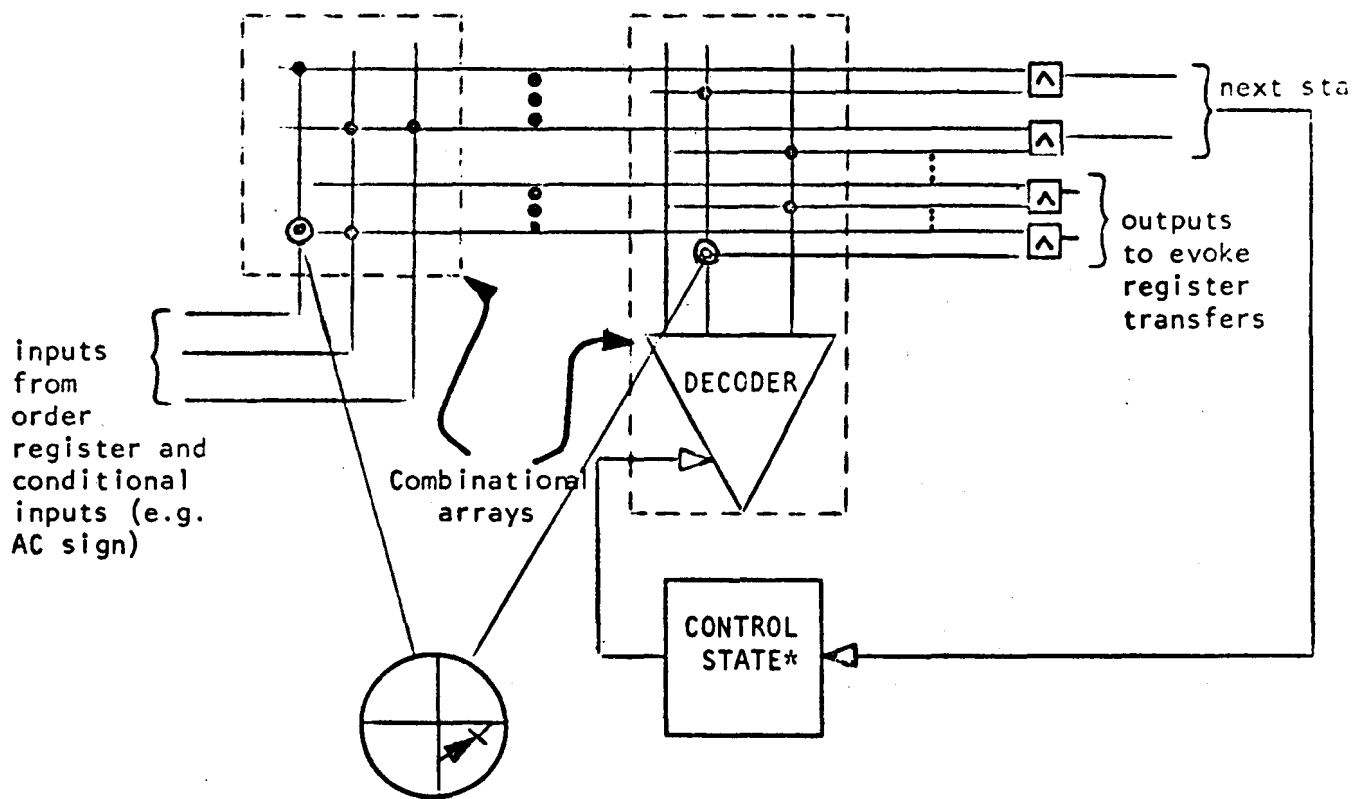 next sta
outputs
to evoke
register
transfers
inputs
from
order
register and
conditional
inputs (e.g.
AC sign)
DECODER
Combinational
arrays
CONTROL
STATE*
∧
∧
∧
∧